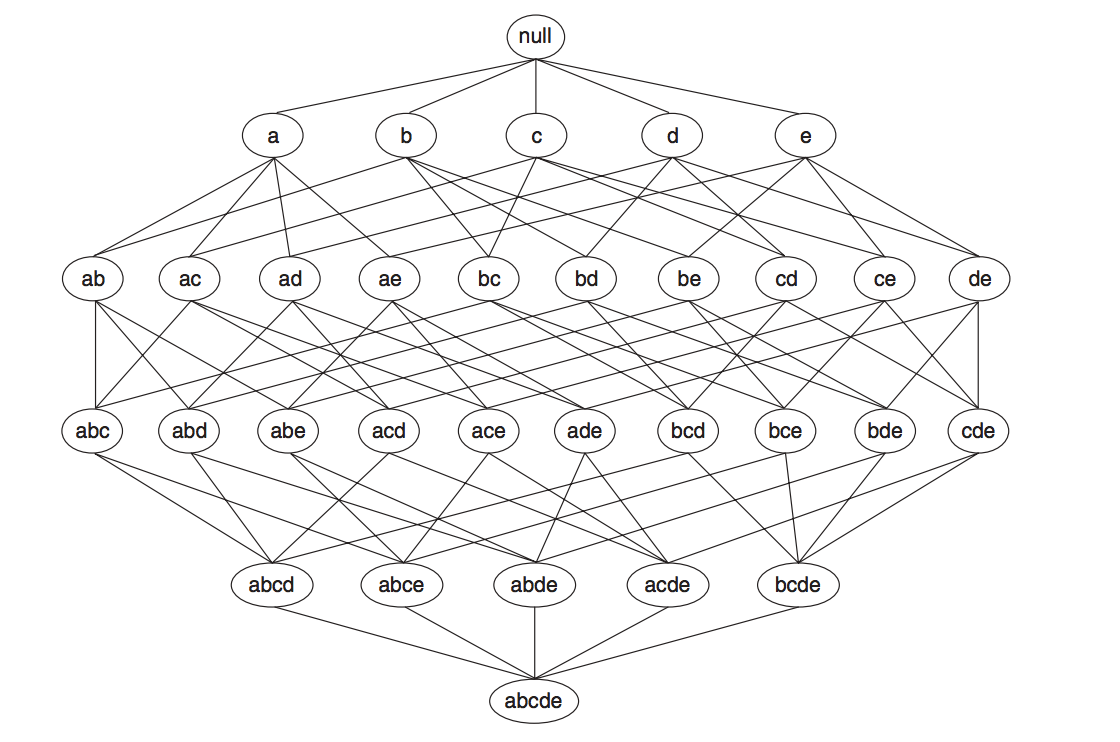 null
a b c d e
ab ac ad ae bc bd be cd ce de
abc abd abe acd ace ade bcd bce bde cde
abcd abce abde acde bcde
abcde